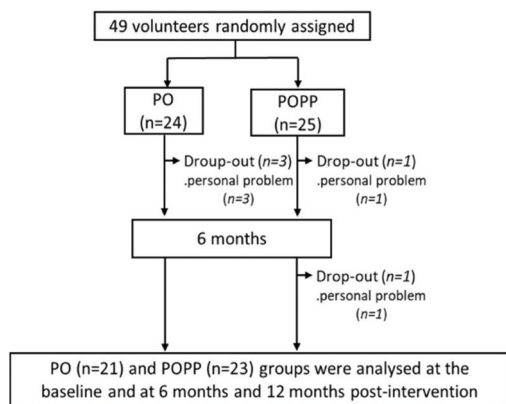 49 volunteers randomly assigned
PO
(n=24)
POPP
(n=25)
Droup-out (n=3)
.personal problem
(n=3)
Drop-out (n=1)
.personal problem
(n=1)
6 months
Drop-out (n=1)
.personal problem
(n=1)
PO (n=21) and POPP (n=23) groups were analysed at the
baseline and at 6 months and 12 months post-intervention